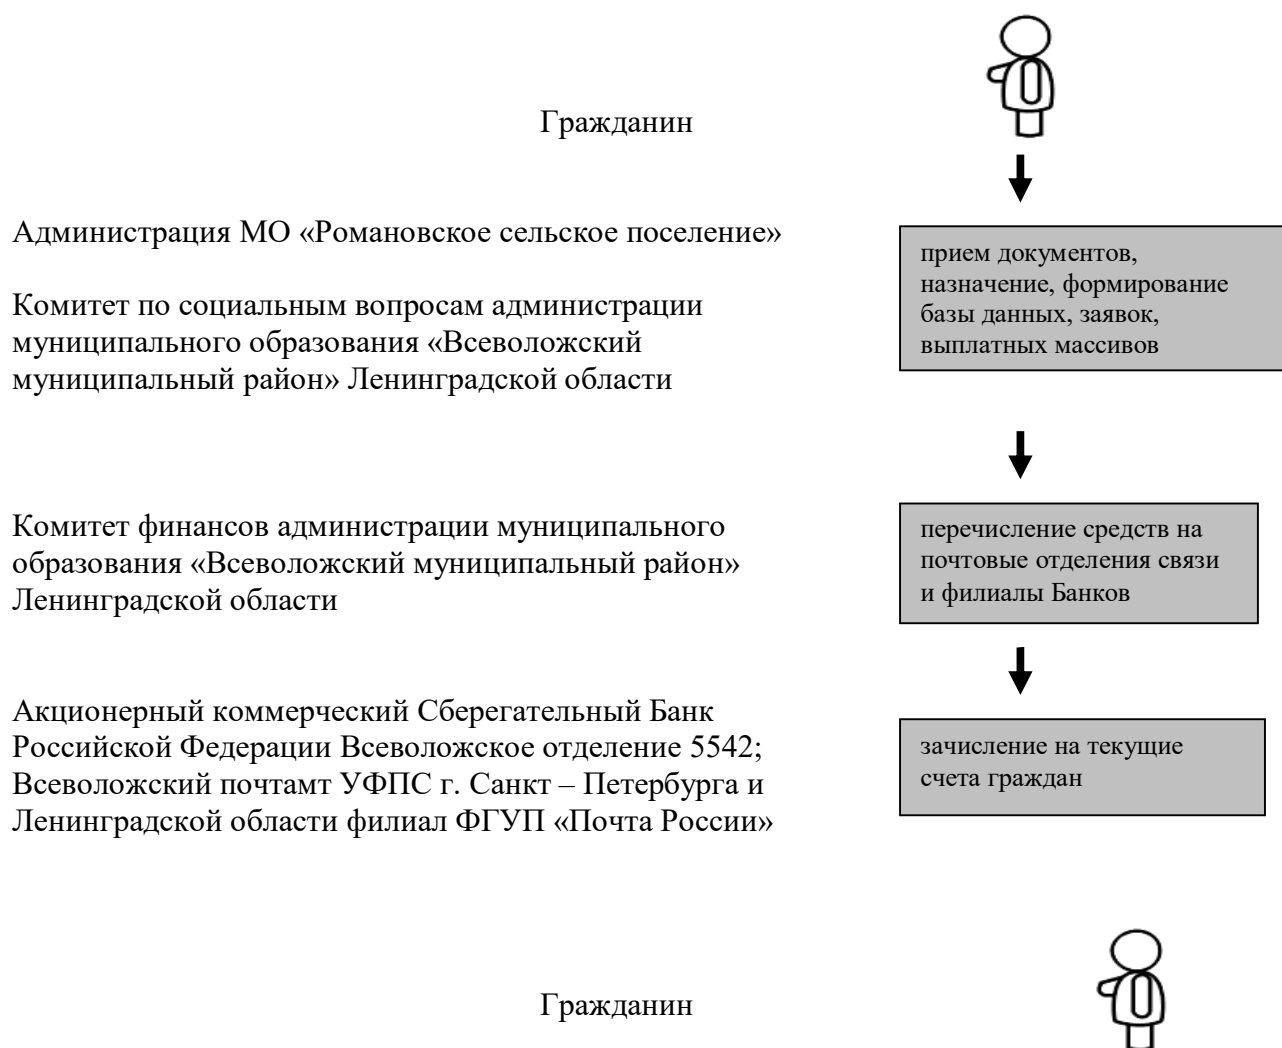 Гражданин
Администрация МО «Романовское сельское поселение»
Комитет по социальным вопросам администрации
муниципального образования «Всеволожский
муниципальный район» Ленинградской области
прием документов,
назначение, формирование
базы данных, заявок,
выплатных массивов
Комитет финансов администрации муниципального
образования «Всеволожский муниципальный район»
Ленинградской области
перечисление средств на
почтовые отделения связи
и филиалы Банков
Акционерный коммерческий Сберегательный Банк
Российской Федерации Всеволожское отделение 5542;
Всеволожский почтамт УФПС г. Санкт – Петербурга и
Ленинградской области филиал ФГУП «Почта России»
зачисление на текущие
счета граждан
Гражданин